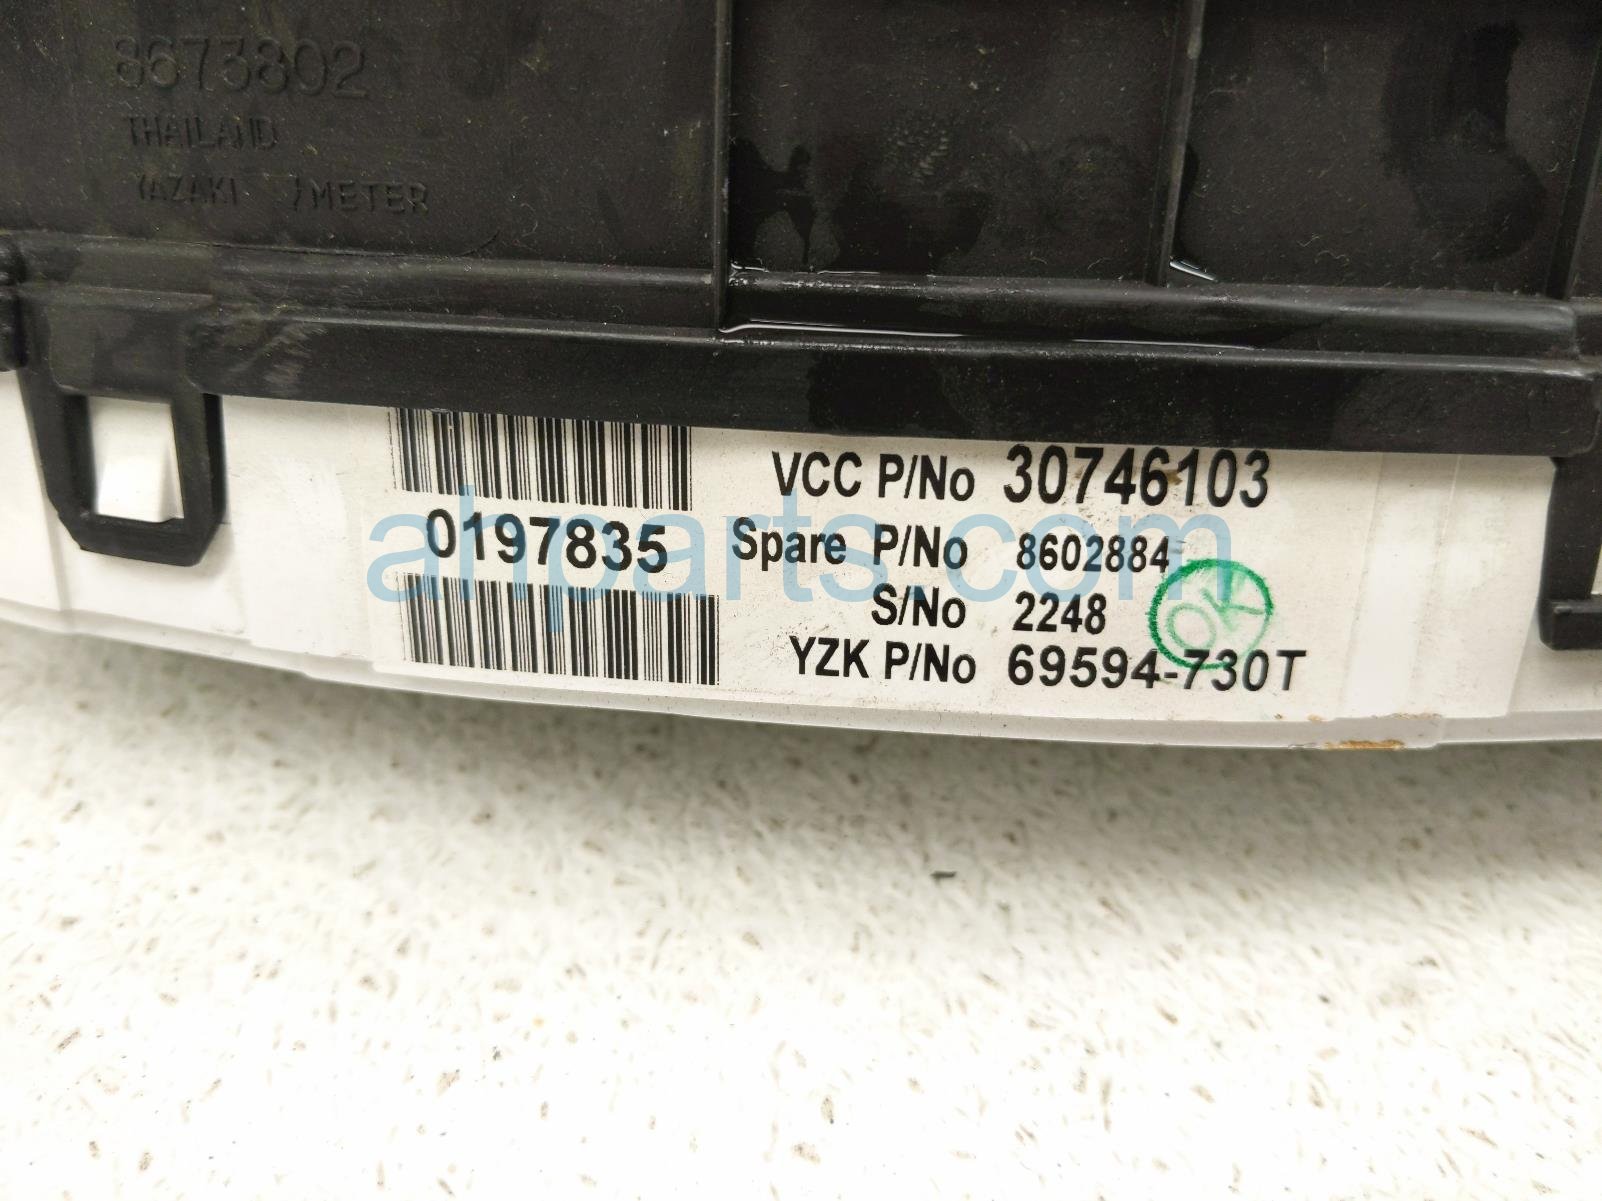 8673802
THAILAND
YAZAKI METER
0197835
VCC P/No 30746103
Spare P/No 8602884
S/No 2248
YZK P/No 69594-730T
OK
ahparts.com